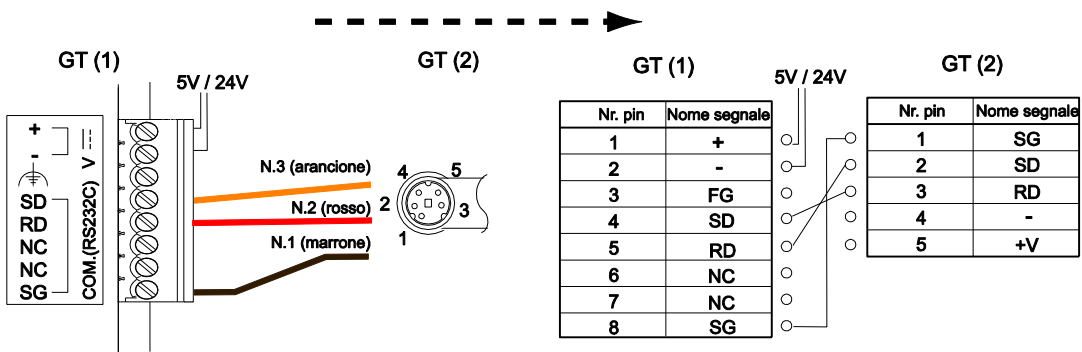 GT (1)
GT (2)
5V / 24V
+
-
SD
RD
NC
NC
SG
COM.(RS232C) V
N.3 (arancione)
N.2 (rosso)
N.1 (marrone)
4
5
2
3
1
GT (1)
GT (2)
5V / 24V
Nr. pin Nome segnale
1 +
2 -
3 FG
4 SD
5 RD
6 NC
7 NC
8 SG
Nr. pin Nome segnale
1 SG
2 SD
3 RD
4 -
5 +V